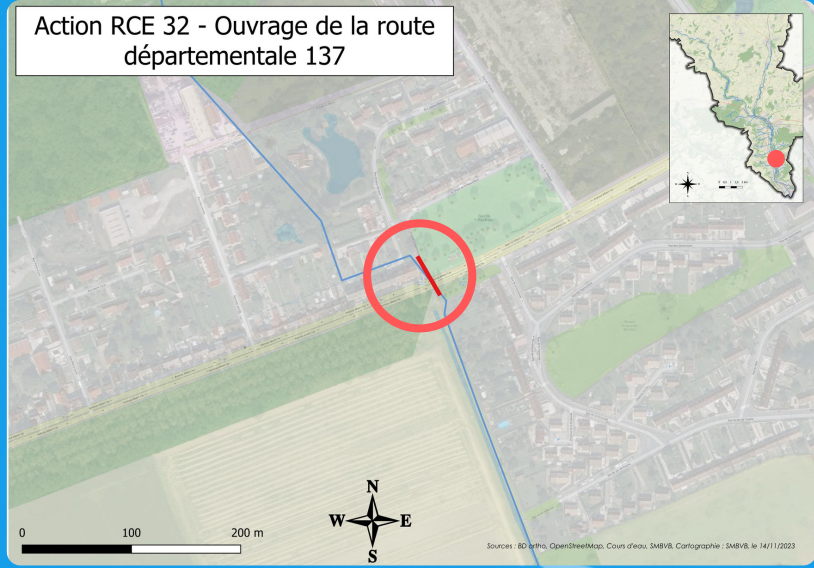 Action RCE 32 - Ouvrage de la route
départementale 137
N
W
E
S
0
100
200 m
Sources : BD ortho, OpenStreetMap, Cours d'eau, SMBVB, Cartographie : SMBVB, le 14/11/2023